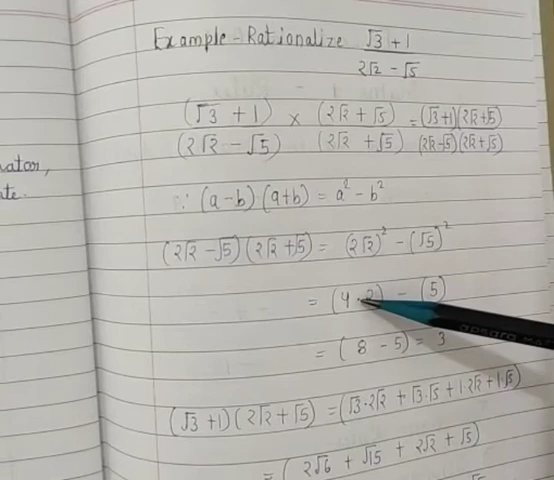 Example - Rationalize (√3 + 1)/(2√2 - √5)
(√3 + 1)/(2√2 - √5) × (2√2 + √5)/(2√2 + √5) = (√3+1)(2√2+√5)/(2√2-√5)(2√2+√5)
ate.
∵ (a-b)(a+b) = a² - b²
(2√2 - √5)(2√2 + √5) = (2√2)² - (√5)²
= (4·2) - (5)
apsara
= (8 - 5) = 3
(√3+1)(2√2+√5) = (√3·2√2 + √3·√5 + 1·2√2 + 1·√5)
= (2√6 + √15 + 2√2 + √5)